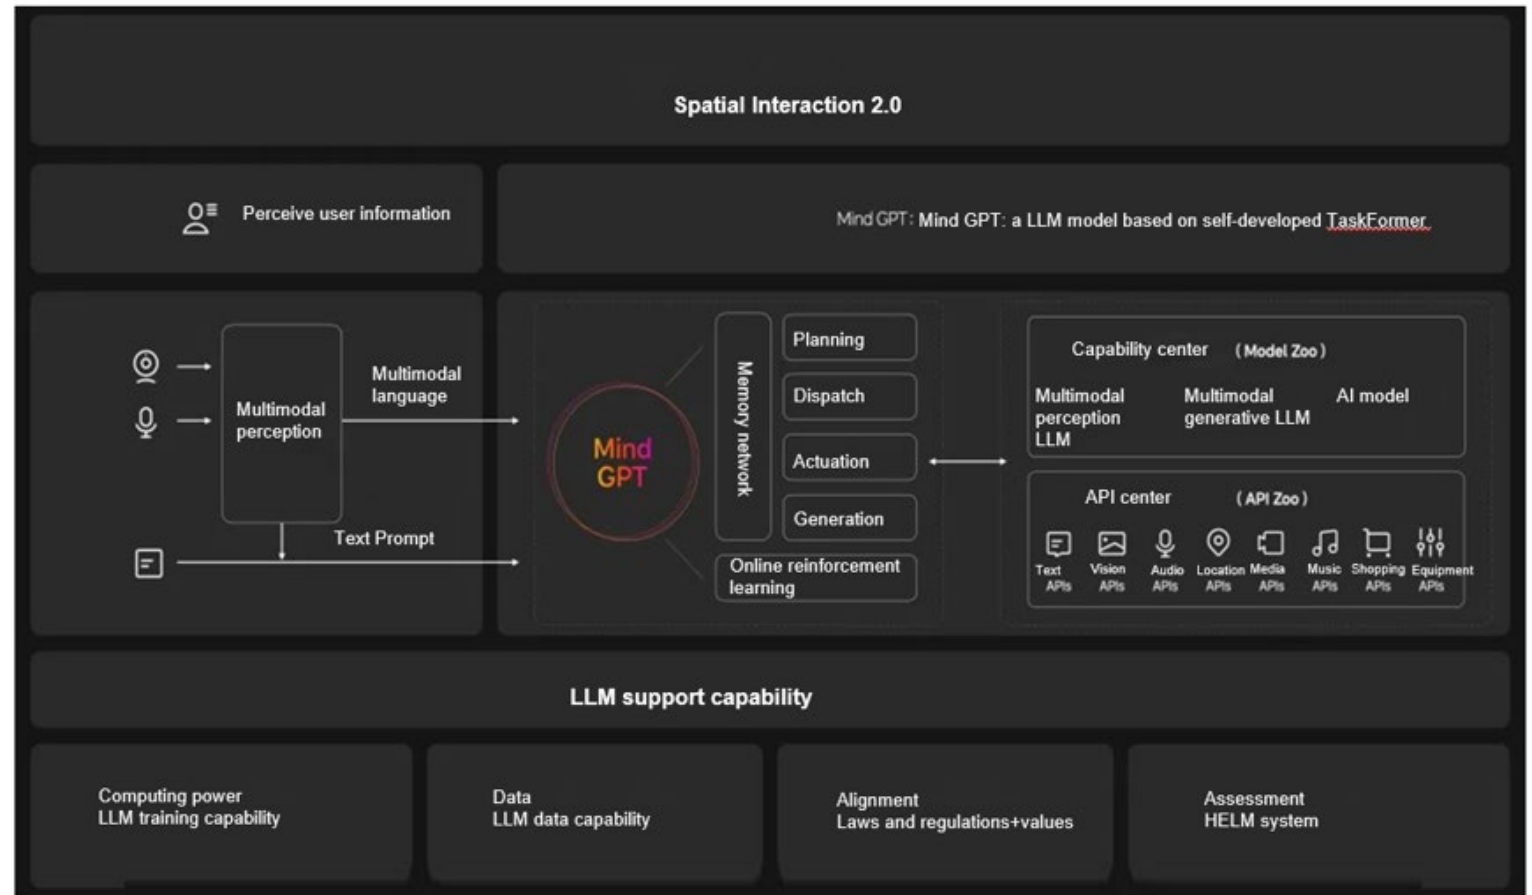 Spatial Interaction 2.0
Perceive user information
Mind GPT: Mind GPT: a LLM model based on self-developed TaskFormer
Multimodal
perception
Multimodal
language
Text Prompt
Mind
GPT
Memory network
Planning
Dispatch
Actuation
Generation
Online reinforcement
learning
Capability center (Model Zoo)
Multimodal
perception
LLM
Multimodal
generative LLM
AI model
API center (API Zoo)
Text
APIs
Vision
APIs
Audio
APIs
Location
APIs
Media
APIs
Music
APIs
Shopping
APIs
Equipment
APIs
LLM support capability
Computing power
LLM training capability
Data
LLM data capability
Alignment
Laws and regulations+values
Assessment
HELM system